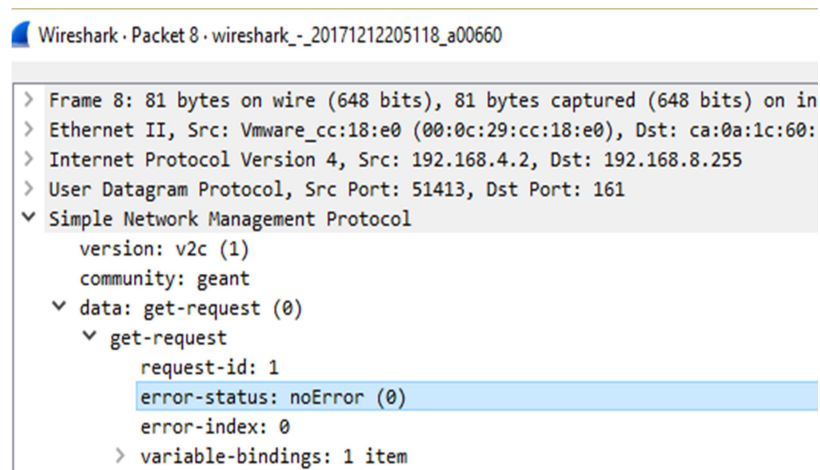 Wireshark · Packet 8 · wireshark_-_20171212205118_a00660
> Frame 8: 81 bytes on wire (648 bits), 81 bytes captured (648 bits) on in
> Ethernet II, Src: Vmware_cc:18:e0 (00:0c:29:cc:18:e0), Dst: ca:0a:1c:60:
> Internet Protocol Version 4, Src: 192.168.4.2, Dst: 192.168.8.255
> User Datagram Protocol, Src Port: 51413, Dst Port: 161
Simple Network Management Protocol
version: v2c (1)
community: geant
data: get-request (0)
get-request
request-id: 1
error-status: noError (0)
error-index: 0
> variable-bindings: 1 item